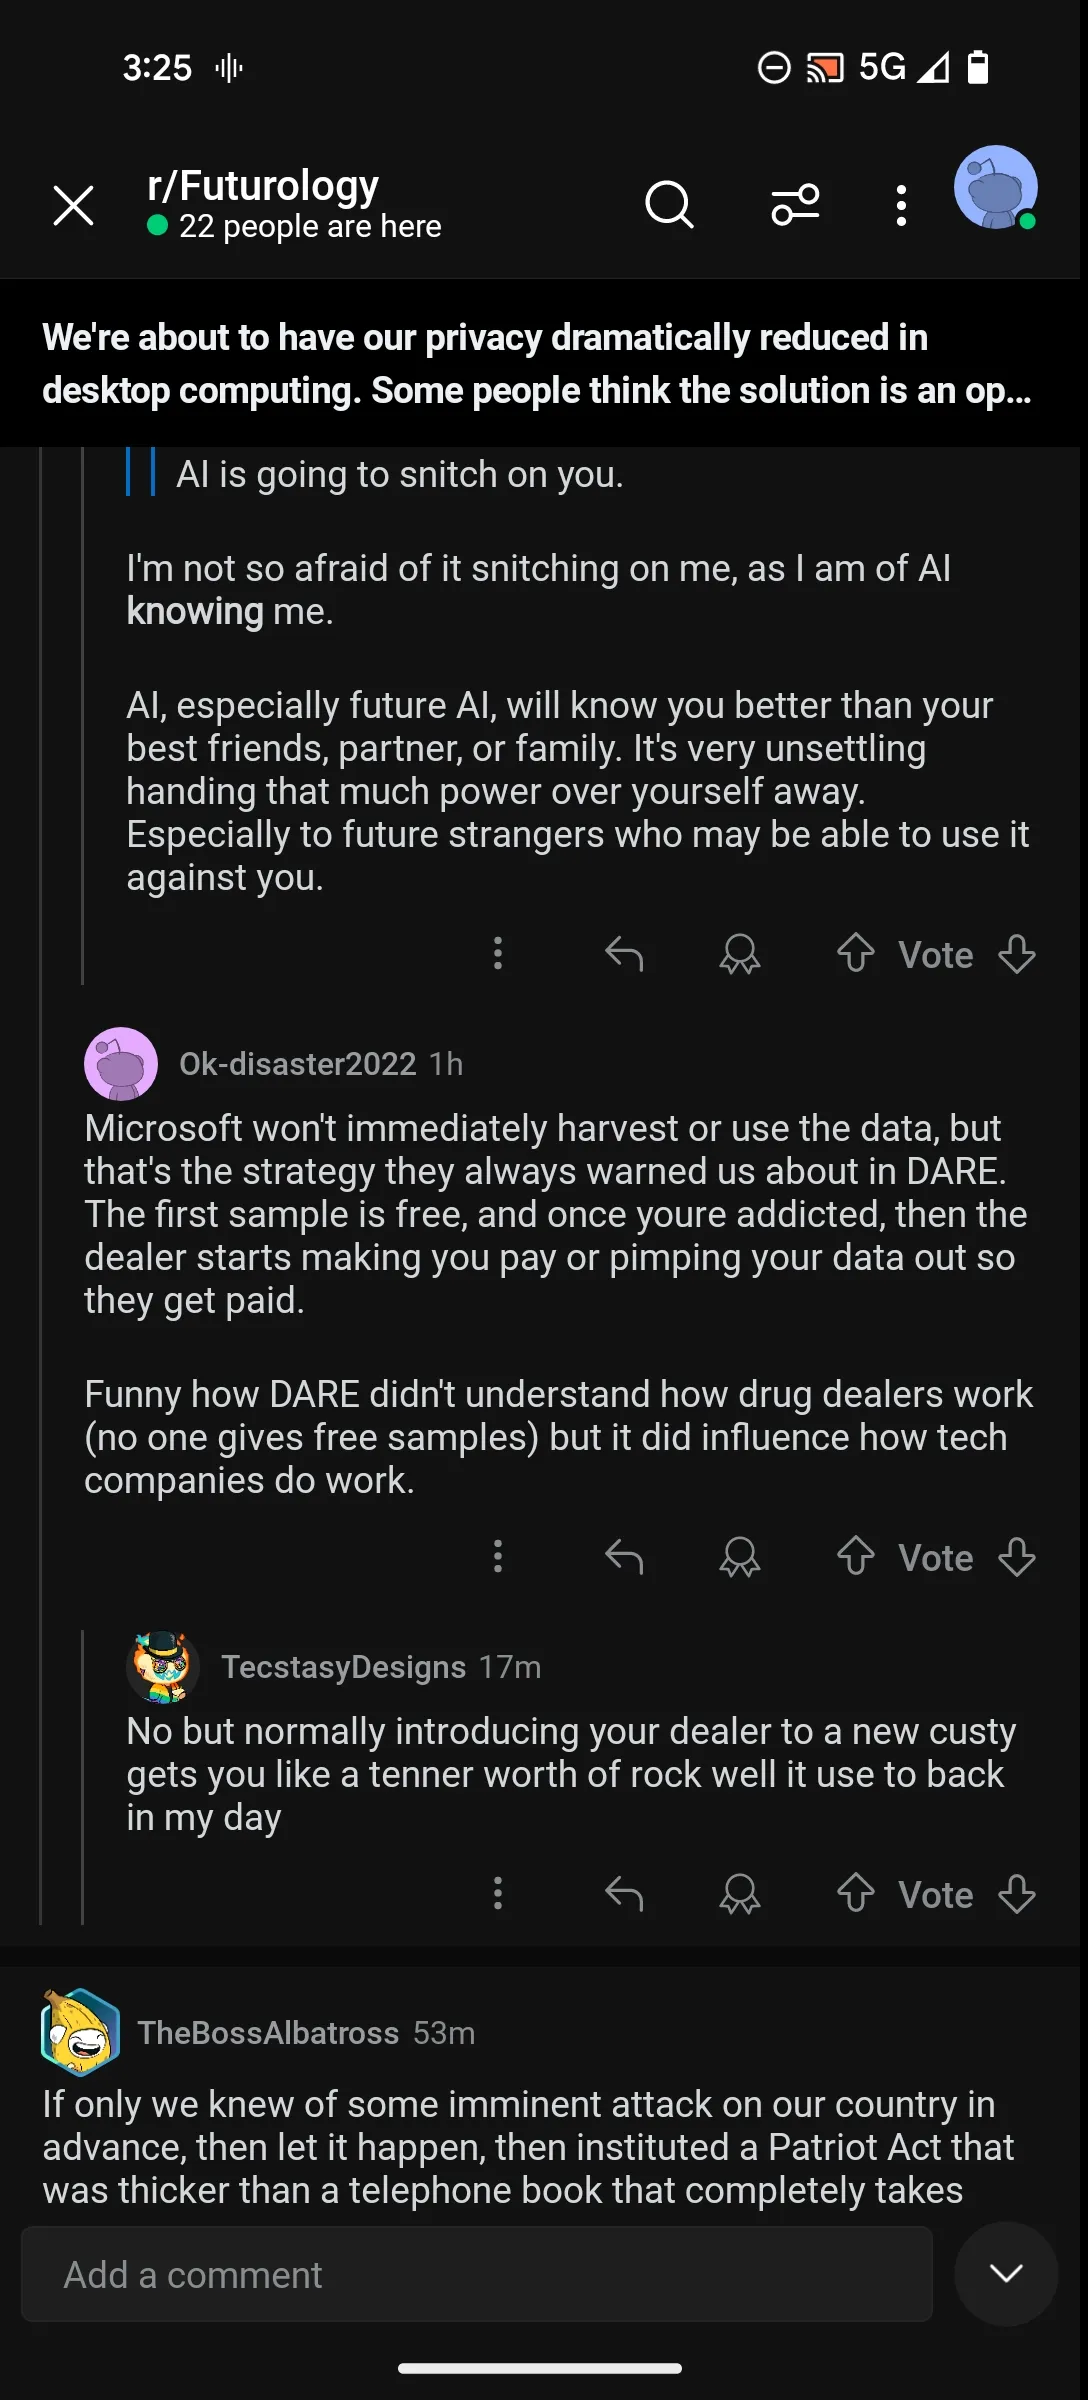 3:25
5G
r/Futurology
22 people are here
We're about to have our privacy dramatically reduced in
desktop computing. Some people think the solution is an op...
AI is going to snitch on you.
I'm not so afraid of it snitching on me, as I am of AI
knowing me.
AI, especially future AI, will know you better than your
best friends, partner, or family. It's very unsettling
handing that much power over yourself away.
Especially to future strangers who may be able to use it
against you.
Vote
Ok-disaster2022 1h
Microsoft won't immediately harvest or use the data, but
that's the strategy they always warned us about in DARE.
The first sample is free, and once youre addicted, then the
dealer starts making you pay or pimping your data out so
they get paid.
Funny how DARE didn't understand how drug dealers work
(no one gives free samples) but it did influence how tech
companies do work.
Vote
TecstasyDesigns 17m
No but normally introducing your dealer to a new custy
gets you like a tenner worth of rock well it use to back
in my day
Vote
TheBossAlbatross 53m
If only we knew of some imminent attack on our country in
advance, then let it happen, then instituted a Patriot Act that
was thicker than a telephone book that completely takes
Add a comment